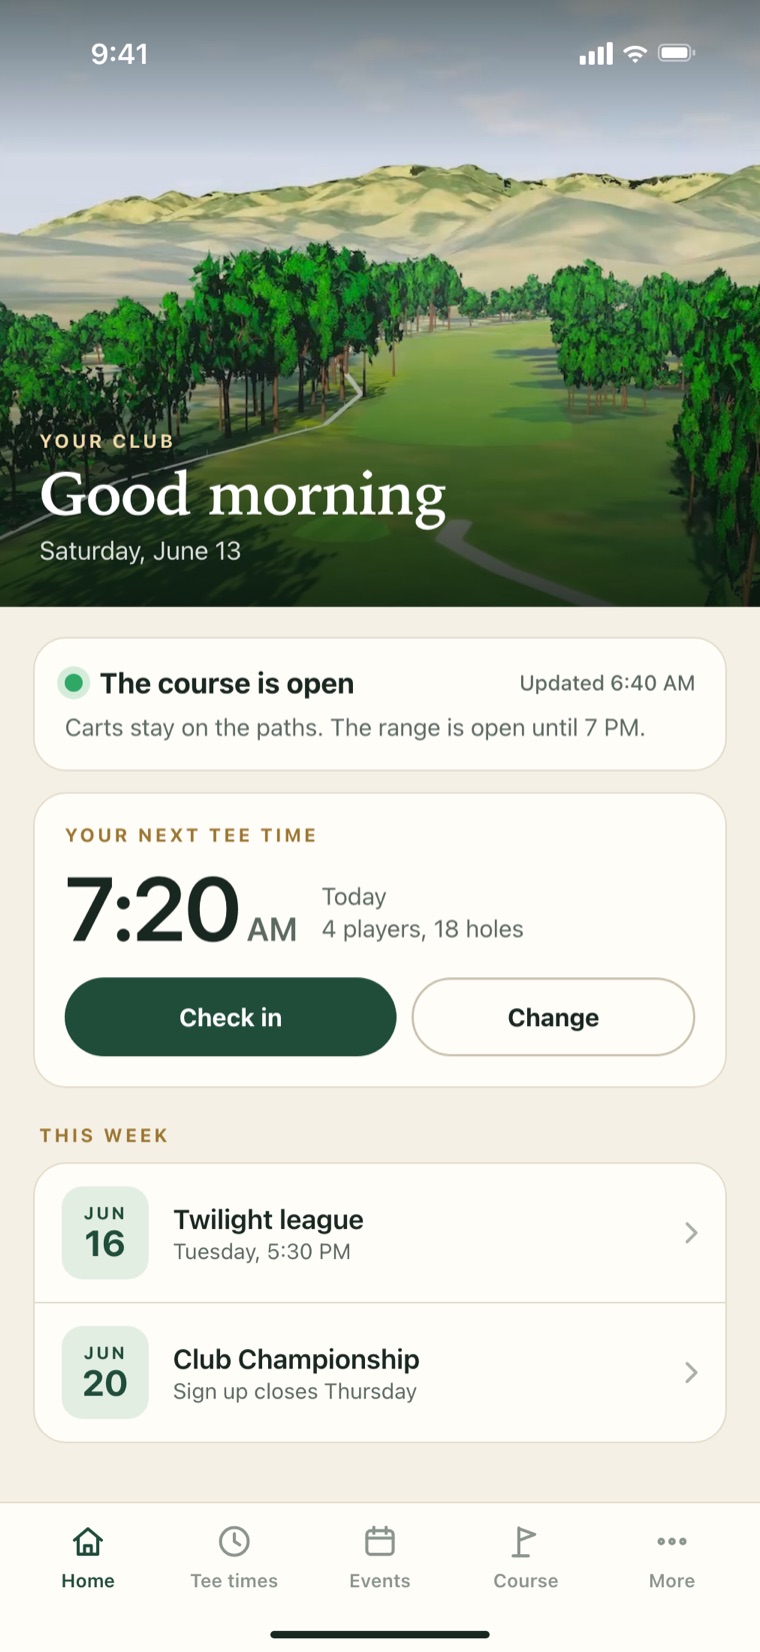 9:41
YOUR CLUB
Good morning
Saturday, June 13
The course is open
Updated 6:40 AM
Carts stay on the paths. The range is open until 7 PM.
YOUR NEXT TEE TIME
7:20 AM
Today
4 players, 18 holes
Check in
Change
THIS WEEK
JUN
16
Twilight league
Tuesday, 5:30 PM
JUN
20
Club Championship
Sign up closes Thursday
Home
Tee times
Events
Course
More